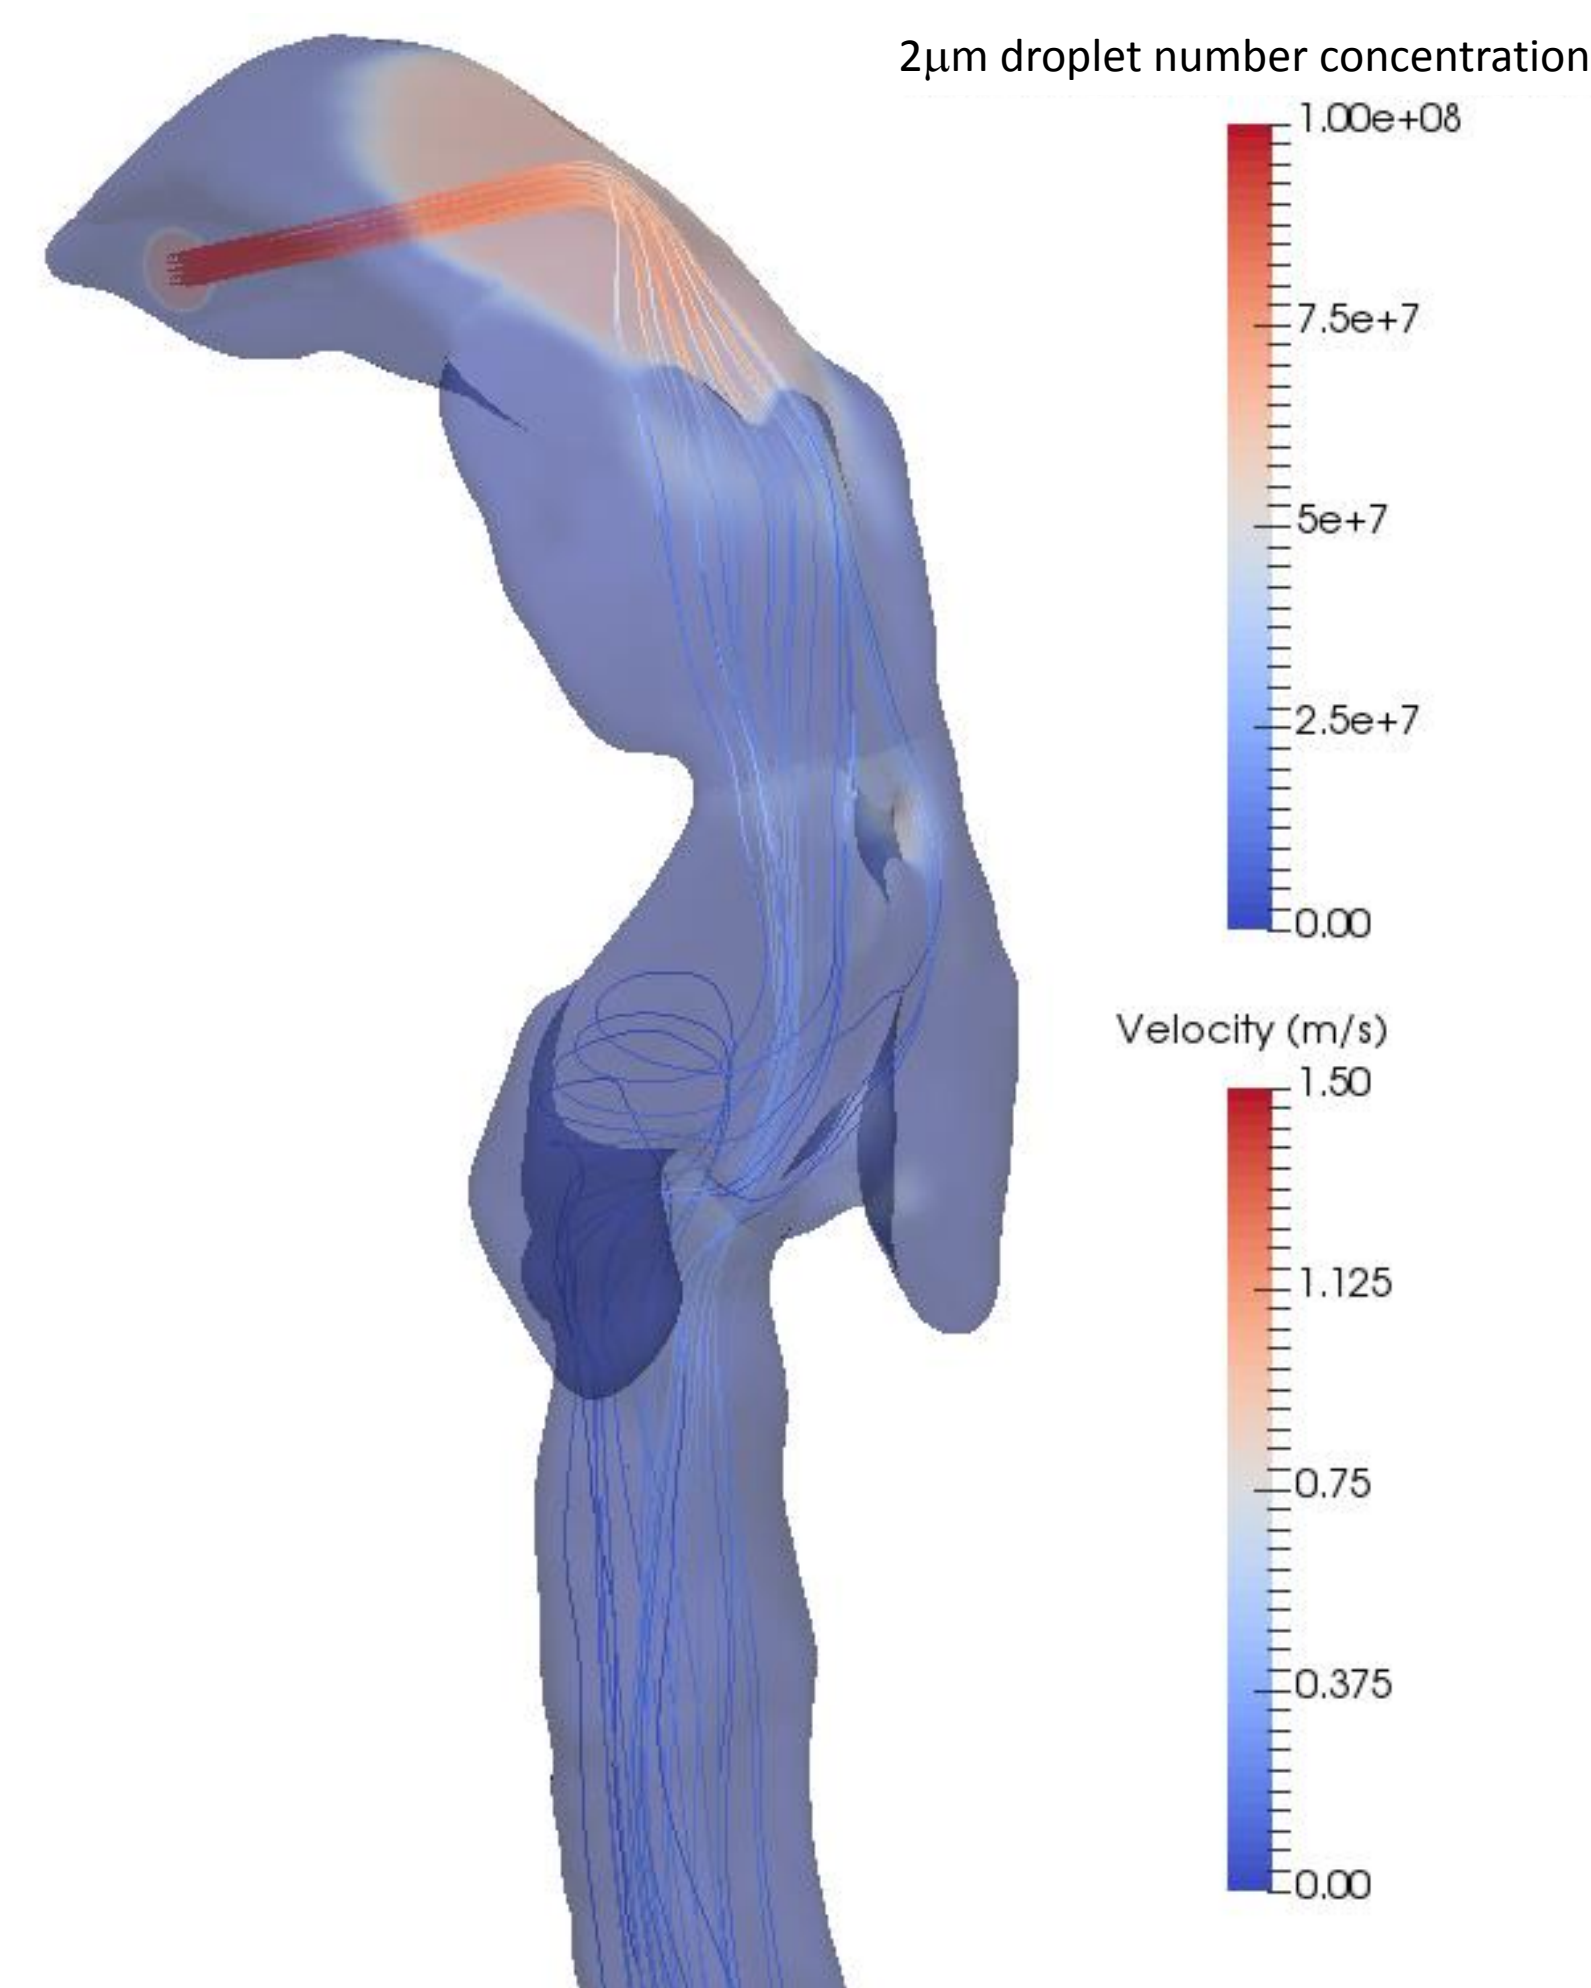 2μm droplet number concentration
1.00e+08
7.5e+7
5e+7
2.5e+7
0.00
Velocity (m/s)
1.50
1.125
0.75
0.375
0.00